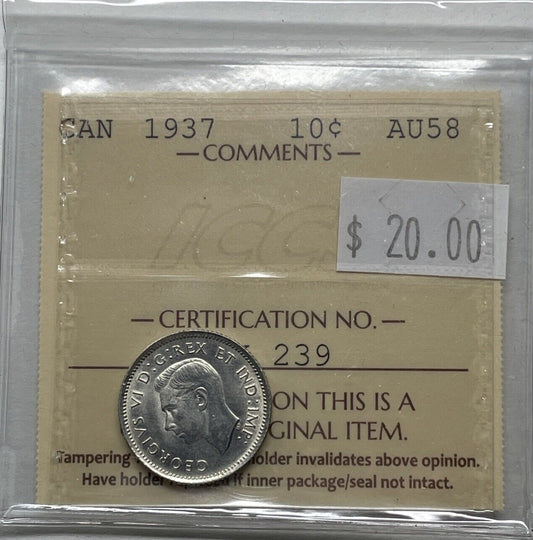 CAN 1937 10¢ AU58
— COMMENTS —
ICCS
$ 20.00
— CERTIFICATION NO. —
239
ON THIS IS A
GINAL ITEM.
Tampering holder invalidates above opinion.
Have holder if inner package/seal not intact.
GEORGIVS VI D:G:REX ET IND:IMP: